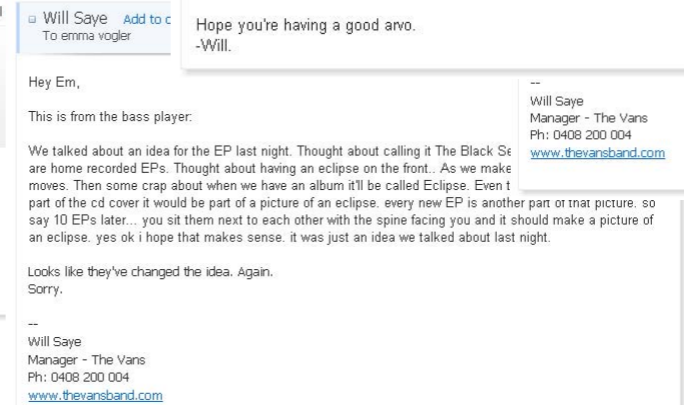 Will Saye Add to c
To emma vogler
Hope you're having a good arvo.
-Will.
Hey Em,
This is from the bass player:
We talked about an idea for the EP last night. Thought about calling it The Black Se
are home recorded EPs. Thought about having an eclipse on the front.. As we make
moves. Then some crap about when we have an album it'll be called Eclipse. Even t
part of the cd cover it would be part of a picture of an eclipse. every new EP is another part of that picture. so
say 10 EPs later... you sit them next to each other with the spine facing you and it should make a picture of
an eclipse. yes ok i hope that makes sense. it was just an idea we talked about last night.
Looks like they've changed the idea. Again.
Sorry.
--
Will Saye
Manager - The Vans
Ph: 0408 200 004
www.thevansband.com
--
Will Saye
Manager - The Vans
Ph: 0408 200 004
www.thevansband.com